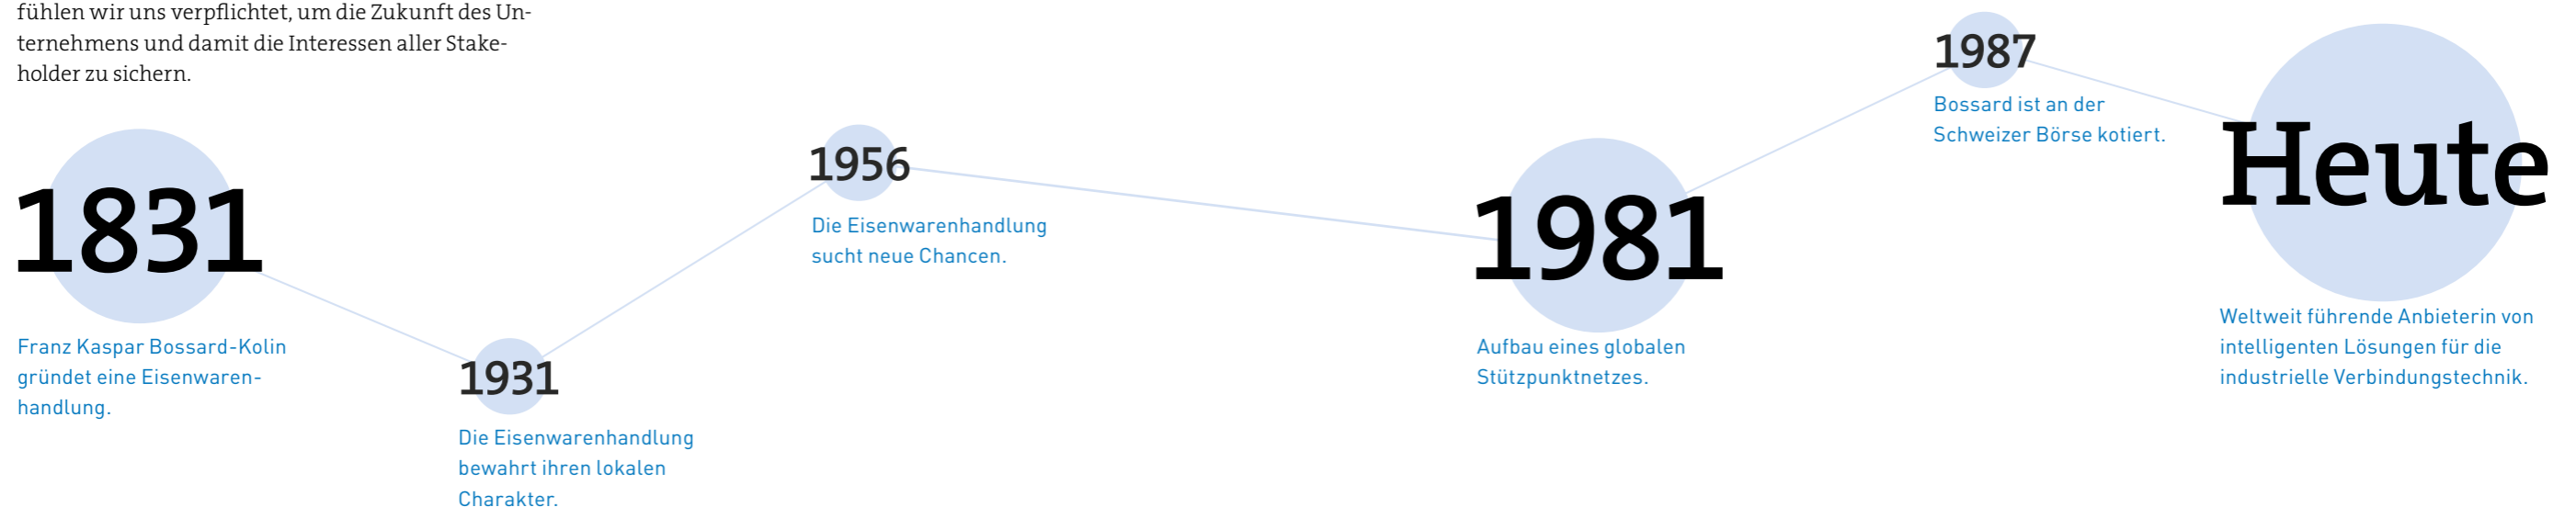 fühlen wir uns verpflichtet, um die Zukunft des Un-
ternehmens und damit die Interessen aller Stake-
holder zu sichern.
1831
Franz Kaspar Bossard-Kolin
gründet eine Eisenwaren-
handlung.
1931
Die Eisenwarenhandlung
bewahrt ihren lokalen
Charakter.
1956
Die Eisenwarenhandlung
sucht neue Chancen.
1981
Aufbau eines globalen
Stützpunktnetzes.
1987
Bossard ist an der
Schweizer Börse kotiert.
Heute
Weltweit führende Anbieterin von
intelligenten Lösungen für die
industrielle Verbindungstechnik.